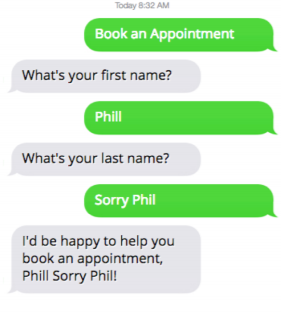 Today 8:32 AM
Book an Appointment
What's your first name?
Phill
What's your last name?
Sorry Phil
I'd be happy to help you
book an appointment,
Phill Sorry Phil!